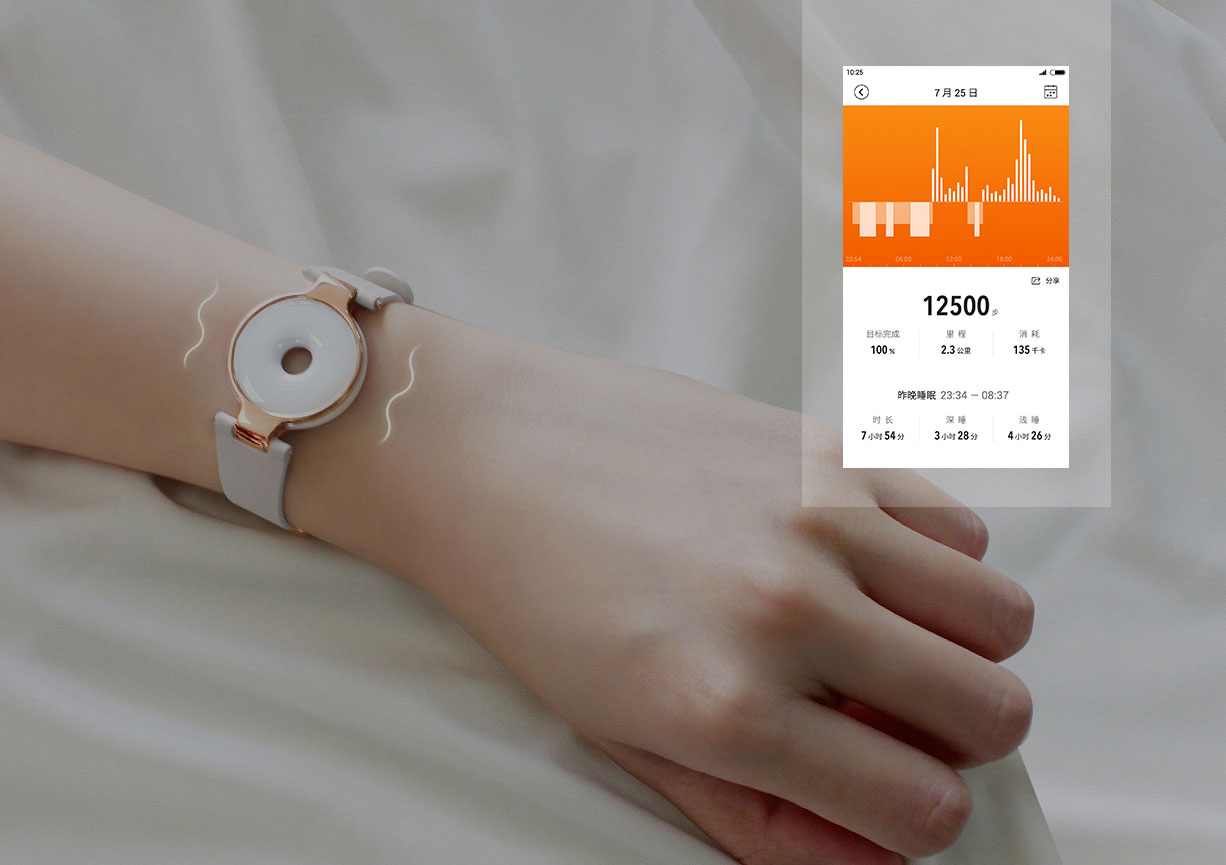 10:25
7 月 25 日
23:54 06:00 12:00 18:00 24:00
分享
12500 步
目标完成 里 程 消 耗
100 % 2.3 公里 135 千卡
昨晚睡眠 23:34 — 08:37
时 长 深 睡 浅 睡
7 小时 54 分 3 小时 28 分 4 小时 26 分